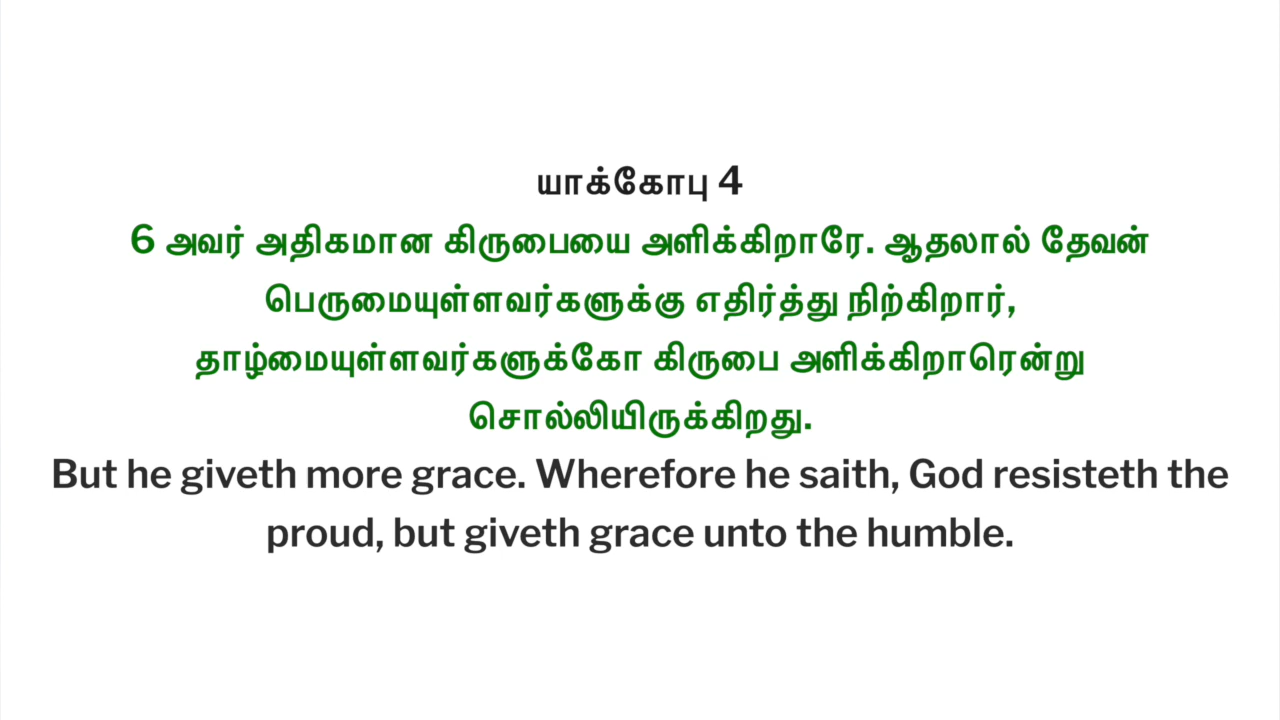 யாக்கோபு 4
6 அவர் அதிகமான கிருபையை அளிக்கிறாரே. ஆதலால் தேவன்
பெருமையுள்ளவர்களுக்கு எதிர்த்து நிற்கிறார்,
தாழ்மையுள்ளவர்களுக்கோ கிருபை அளிக்கிறாரென்று
சொல்லியிருக்கிறது.
But he giveth more grace. Wherefore he saith, God resisteth the
proud, but giveth grace unto the humble.